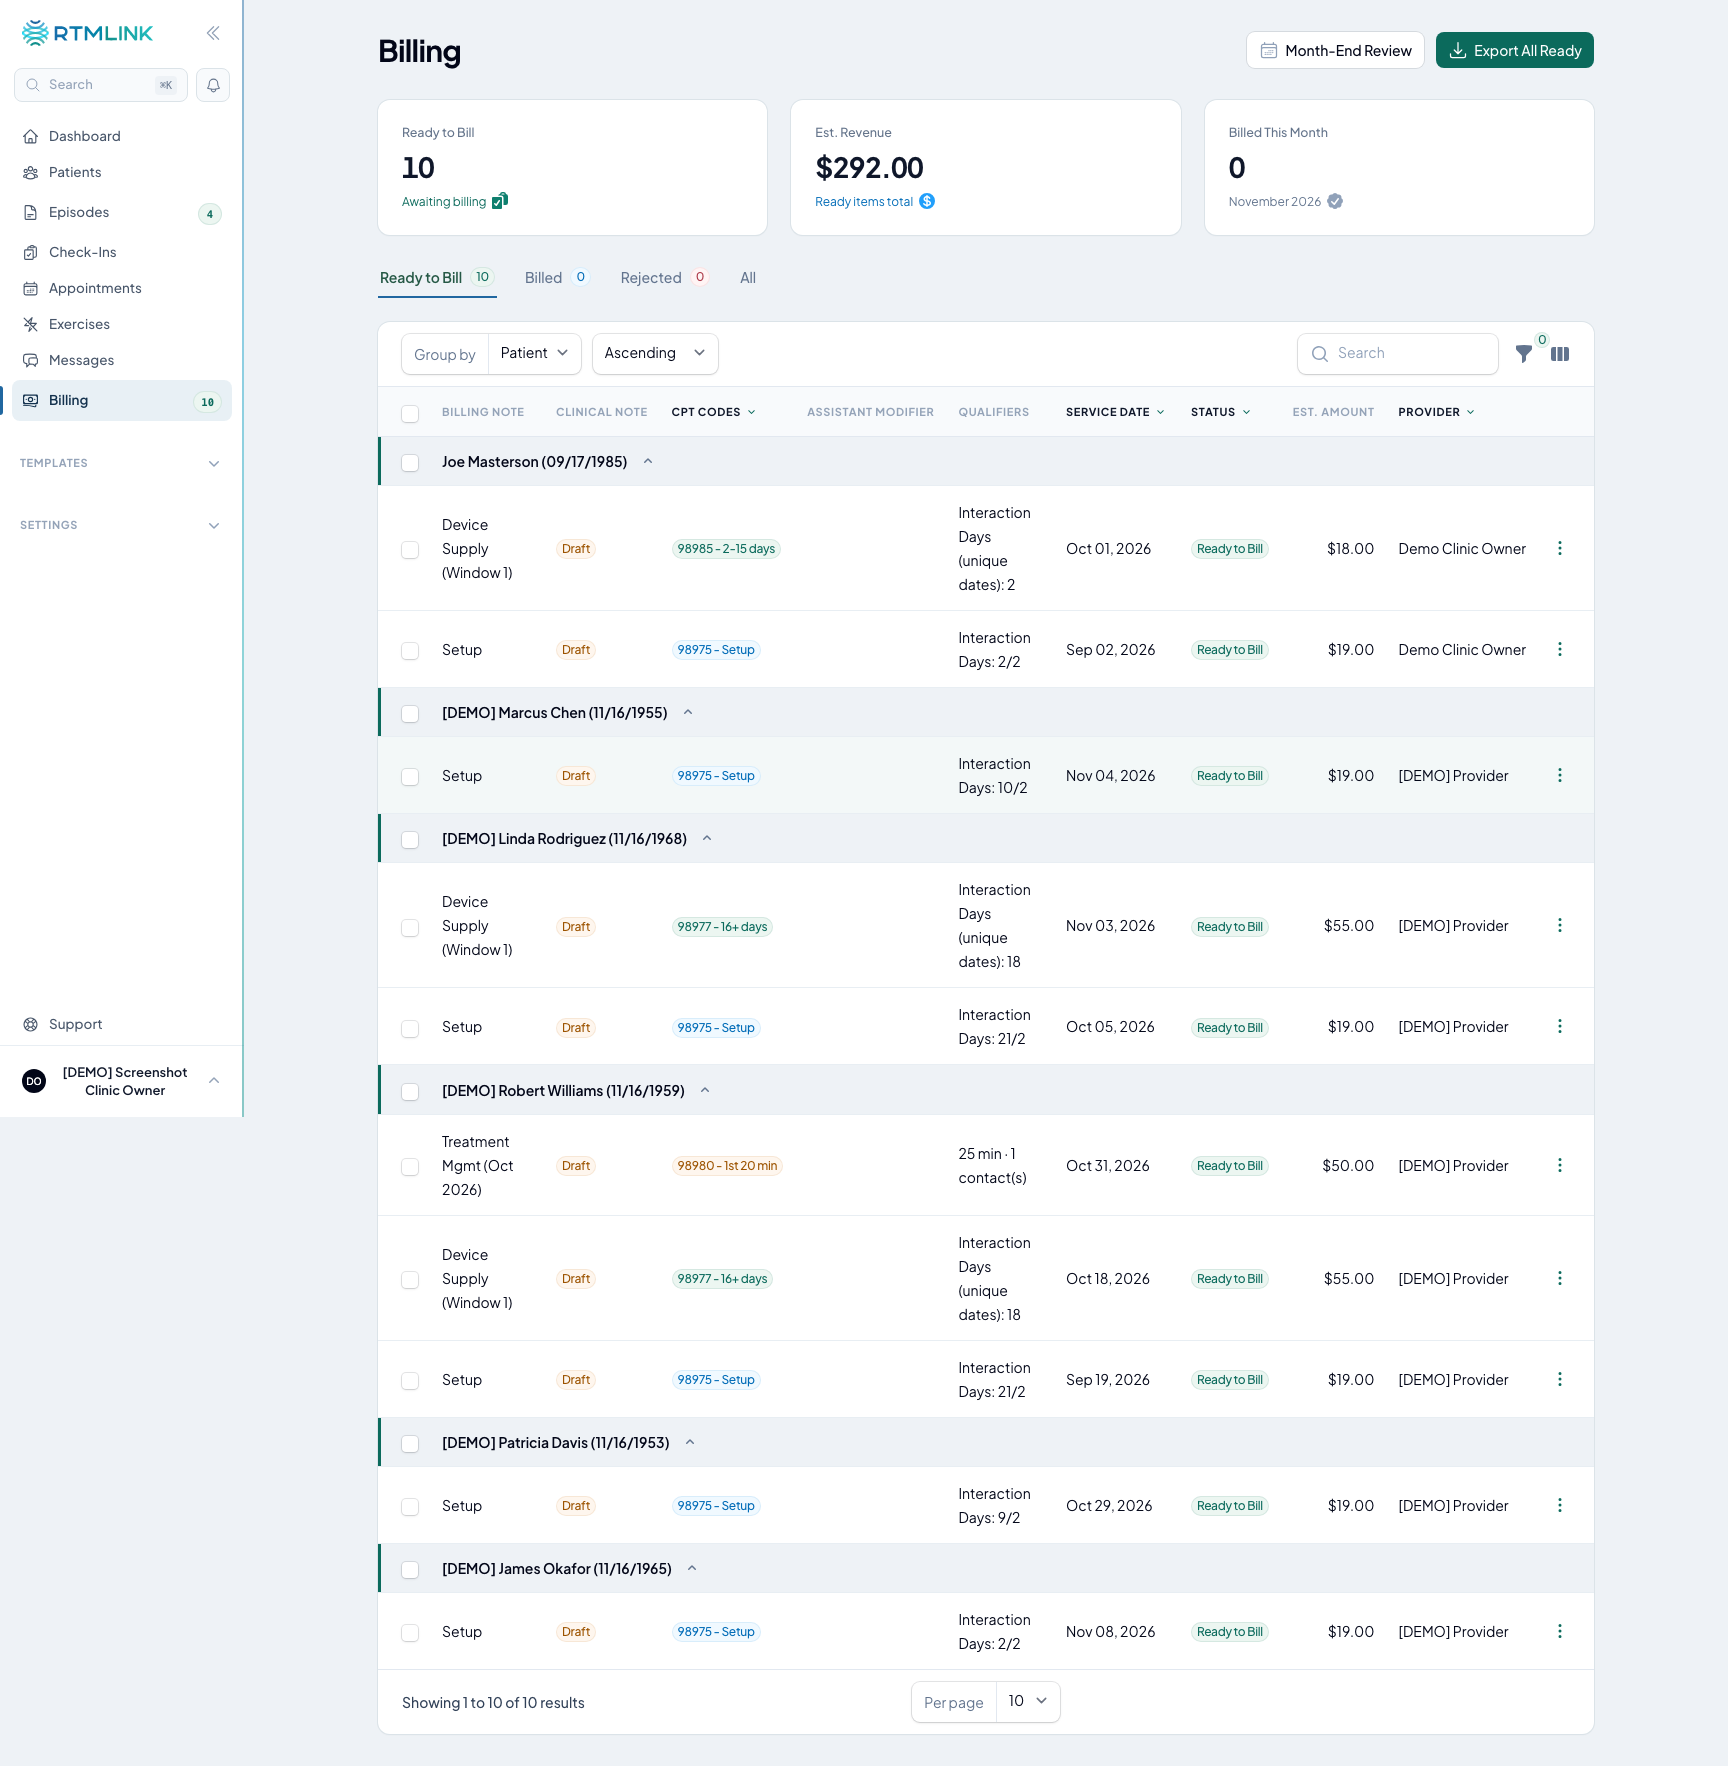 RTMLINK
Search ⌘K
Dashboard
Patients
Episodes 4
Check-Ins
Appointments
Exercises
Messages
Billing 10
TEMPLATES
SETTINGS
Support
DO
[DEMO] Screenshot
Clinic Owner
Billing
Month-End Review
Export All Ready
Ready to Bill
10
Awaiting billing
Est. Revenue
$292.00
Ready items total
Billed This Month
0
November 2026
Ready to Bill 10 Billed 0 Rejected 0 All
Group by Patient Ascending Search 0
BILLING NOTE CLINICAL NOTE CPT CODES ASSISTANT MODIFIER QUALIFIERS SERVICE DATE STATUS EST. AMOUNT PROVIDER
Joe Masterson (09/17/1985)
Device
Supply
(Window 1)
Draft
98985 - 2-15 days
Interaction
Days
(unique
dates): 2
Oct 01, 2026
Ready to Bill
$18.00
Demo Clinic Owner
Setup
Draft
98975 - Setup
Interaction
Days: 2/2
Sep 02, 2026
Ready to Bill
$19.00
Demo Clinic Owner
[DEMO] Marcus Chen (11/16/1955)
Setup
Draft
98975 - Setup
Interaction
Days: 10/2
Nov 04, 2026
Ready to Bill
$19.00
[DEMO] Provider
[DEMO] Linda Rodriguez (11/16/1968)
Device
Supply
(Window 1)
Draft
98977 - 16+ days
Interaction
Days
(unique
dates): 18
Nov 03, 2026
Ready to Bill
$55.00
[DEMO] Provider
Setup
Draft
98975 - Setup
Interaction
Days: 21/2
Oct 05, 2026
Ready to Bill
$19.00
[DEMO] Provider
[DEMO] Robert Williams (11/16/1959)
Treatment
Mgmt (Oct
2026)
Draft
98980 - 1st 20 min
25 min · 1
contact(s)
Oct 31, 2026
Ready to Bill
$50.00
[DEMO] Provider
Device
Supply
(Window 1)
Draft
98977 - 16+ days
Interaction
Days
(unique
dates): 18
Oct 18, 2026
Ready to Bill
$55.00
[DEMO] Provider
Setup
Draft
98975 - Setup
Interaction
Days: 21/2
Sep 19, 2026
Ready to Bill
$19.00
[DEMO] Provider
[DEMO] Patricia Davis (11/16/1953)
Setup
Draft
98975 - Setup
Interaction
Days: 9/2
Oct 29, 2026
Ready to Bill
$19.00
[DEMO] Provider
[DEMO] James Okafor (11/16/1965)
Setup
Draft
98975 - Setup
Interaction
Days: 2/2
Nov 08, 2026
Ready to Bill
$19.00
[DEMO] Provider
Showing 1 to 10 of 10 results
Per page 10